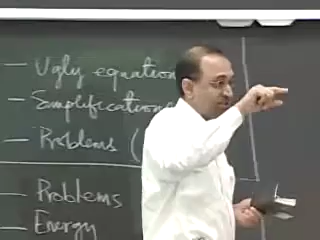 - Ugly equation
- Simplifications
- Problems (
- Problems
- Energy